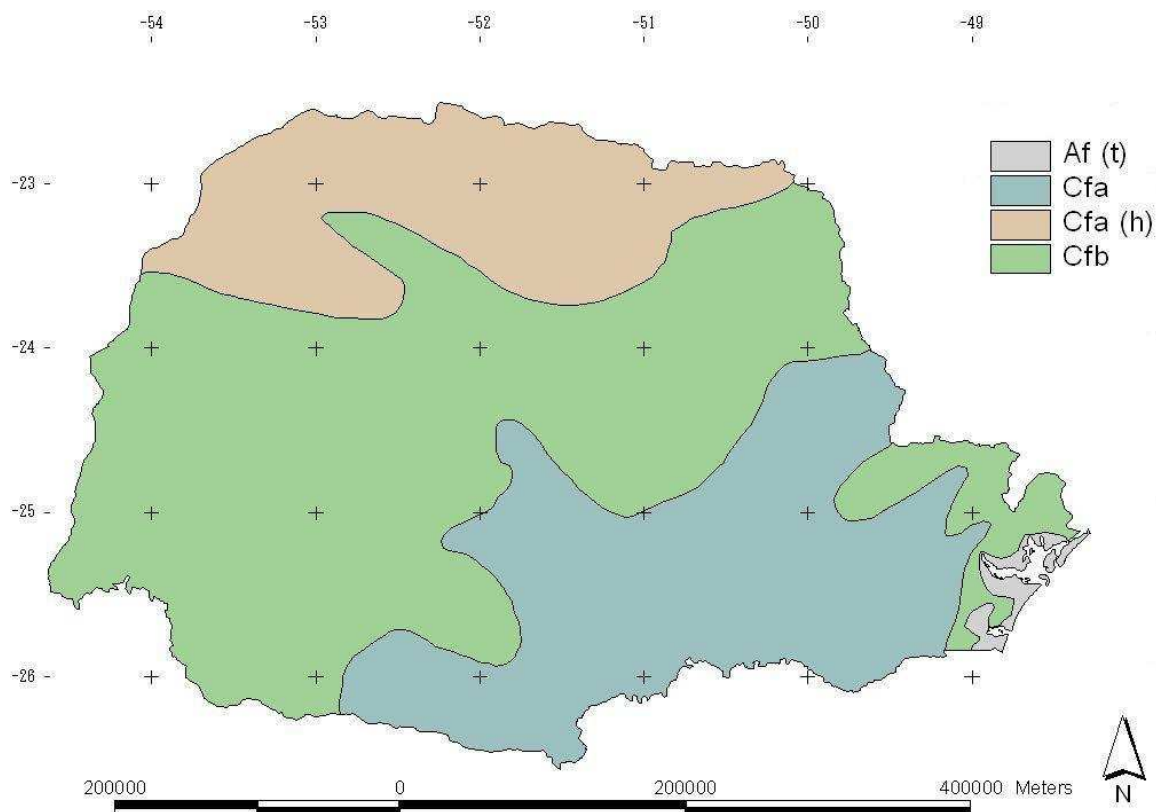 -54 -53 -52 -51 -50 -49
Af (t)
-23
Cfa
Cfa (h)
Cfb
-24
-25
-26
200000 0 200000 400000 Meters
N